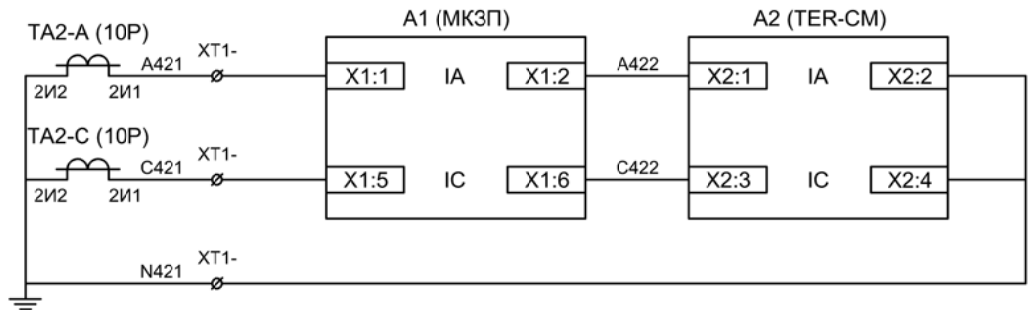 A1 (МКЗП)
A2 (TER-CM)
TA2-A (10P)
A421
XT1-
2И2
2И1
X1:1
IA
X1:2
A422
X2:1
IA
X2:2
TA2-C (10P)
C421
XT1-
2И2
2И1
X1:5
IC
X1:6
C422
X2:3
IC
X2:4
N421
XT1-